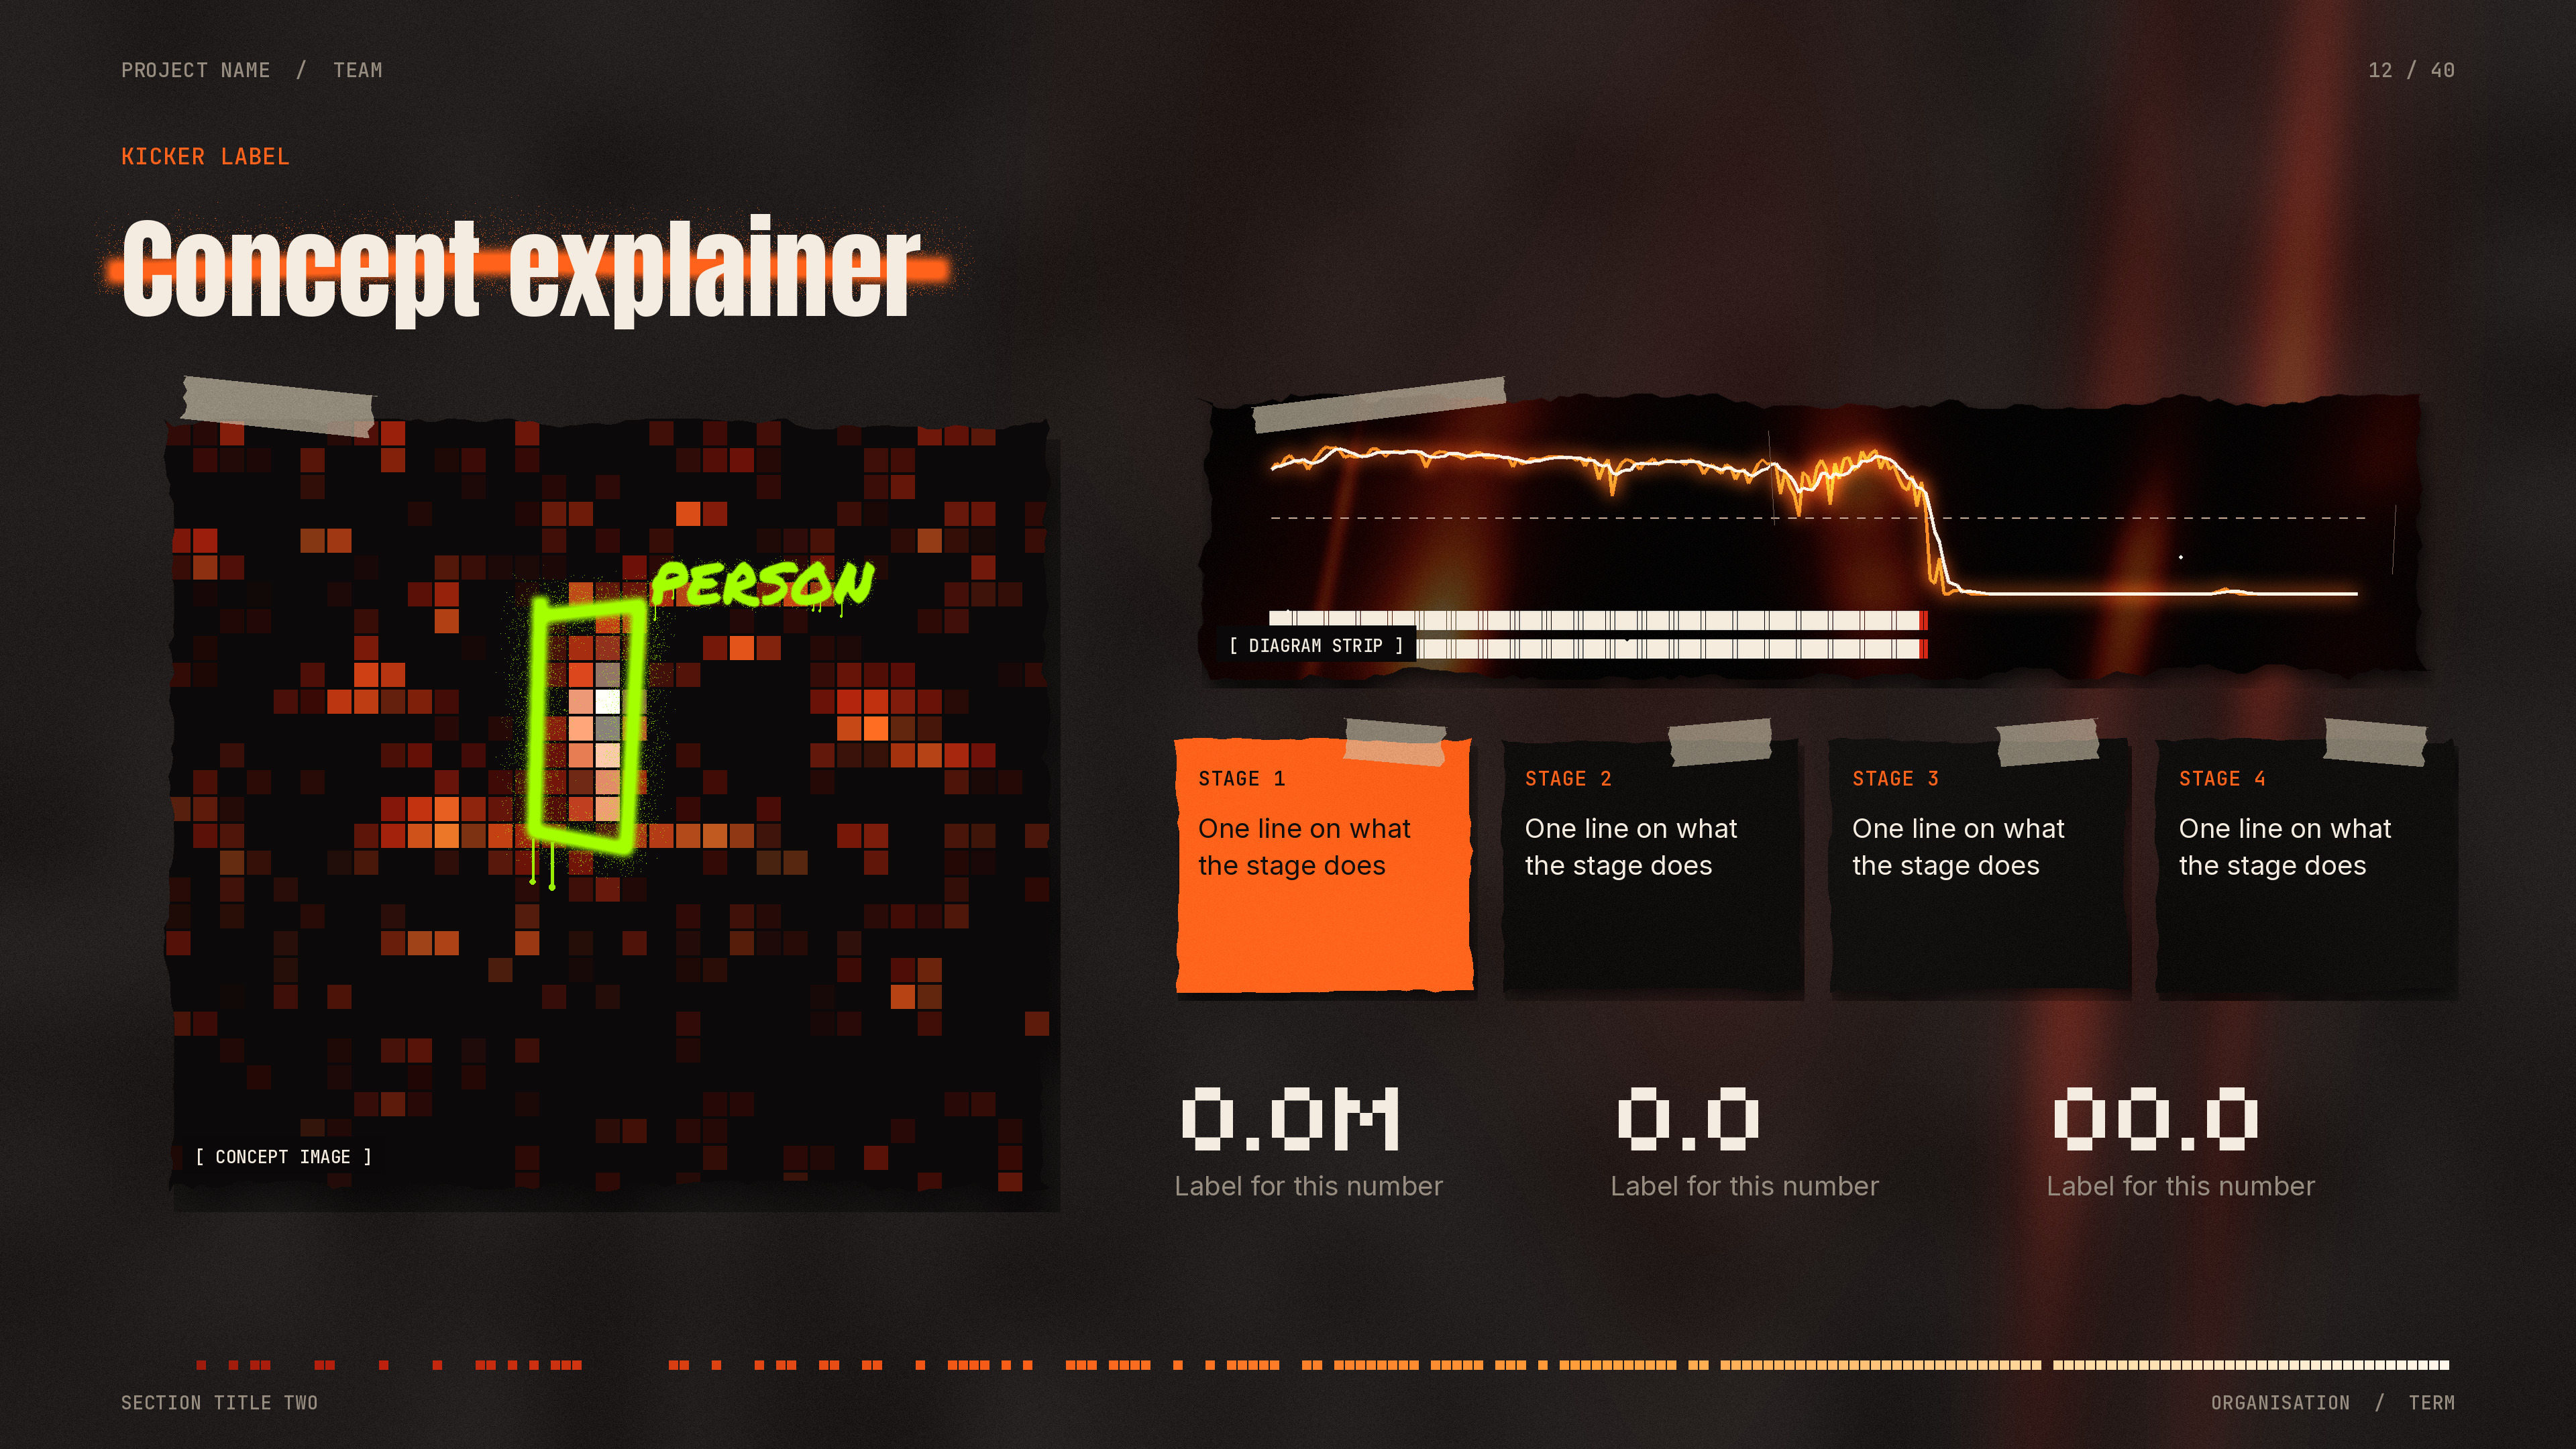 PROJECT NAME / TEAM
12 / 40
KICKER LABEL
Concept explainer
PERSON
[ CONCEPT IMAGE ]
[ DIAGRAM STRIP ]
STAGE 1
One line on what
the stage does
STAGE 2
One line on what
the stage does
STAGE 3
One line on what
the stage does
STAGE 4
One line on what
the stage does
0.0M
Label for this number
0.0
Label for this number
00.0
Label for this number
SECTION TITLE TWO
ORGANISATION / TERM